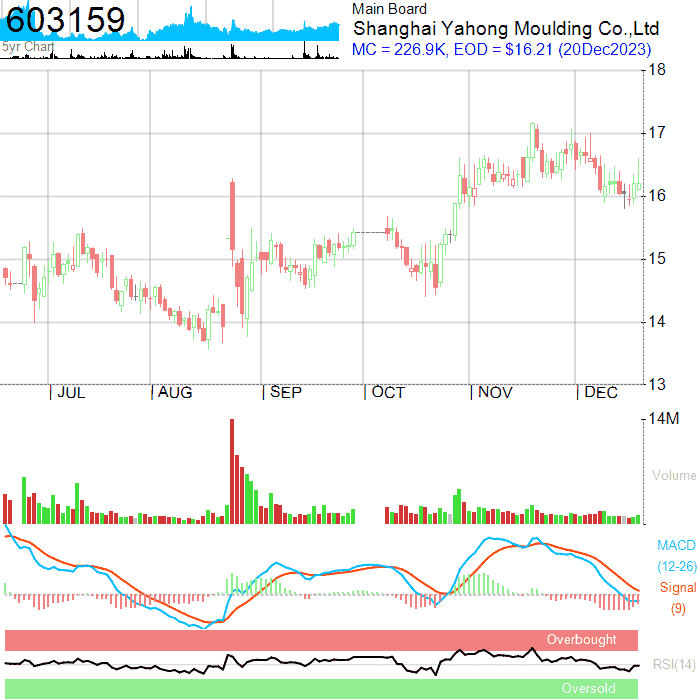 603159
5yr Chart
Main Board
Shanghai Yahong Moulding Co.,Ltd
MC = 226.9K, EOD = $16.21 (20Dec2023)
18
17
16
15
14
13
JUL AUG SEP OCT NOV DEC
14M
Volume
MACD
(12-26)
Signal
(9)
Overbought
RSI(14)
Oversold